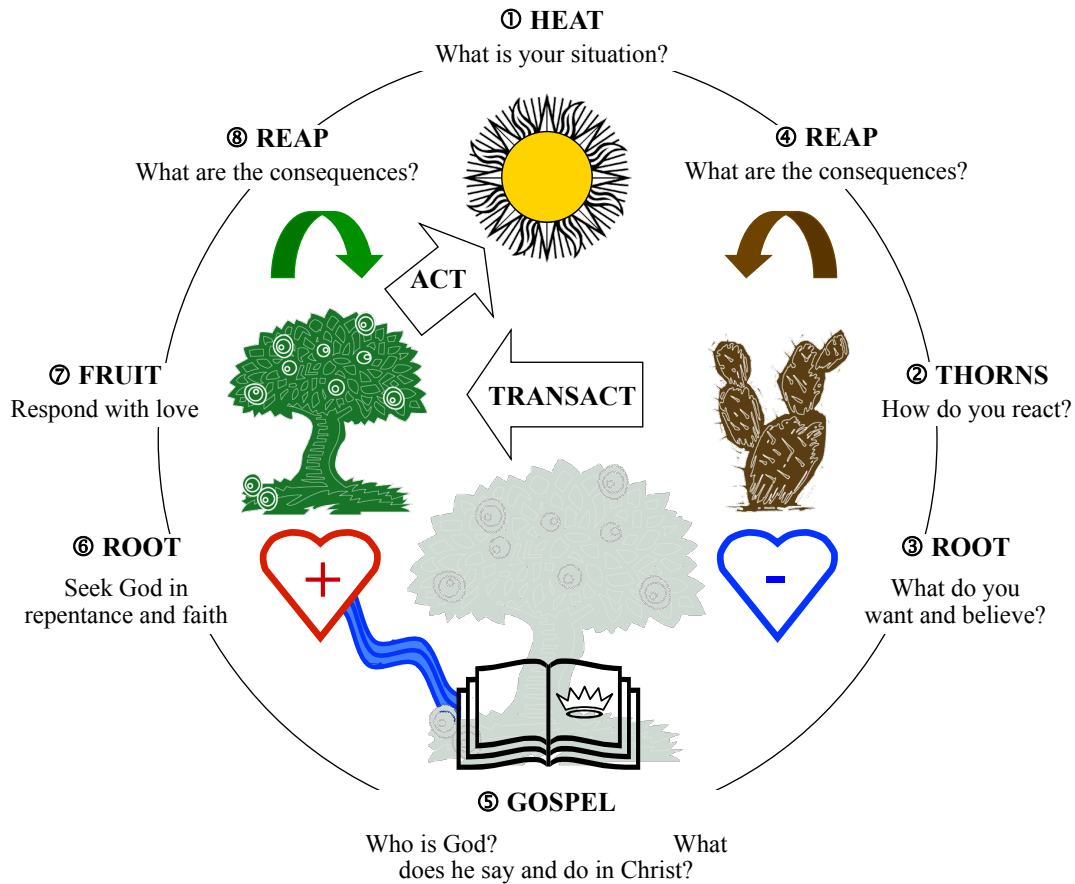 ① HEAT
What is your situation?
⑧ REAP
What are the consequences?
④ REAP
What are the consequences?
ACT
⑦ FRUIT
Respond with love
TRANSACT
② THORNS
How do you react?
⑥ ROOT
Seek God in
repentance and faith
+
-
③ ROOT
What do you
want and believe?
⑤ GOSPEL
Who is God? What
does he say and do in Christ?